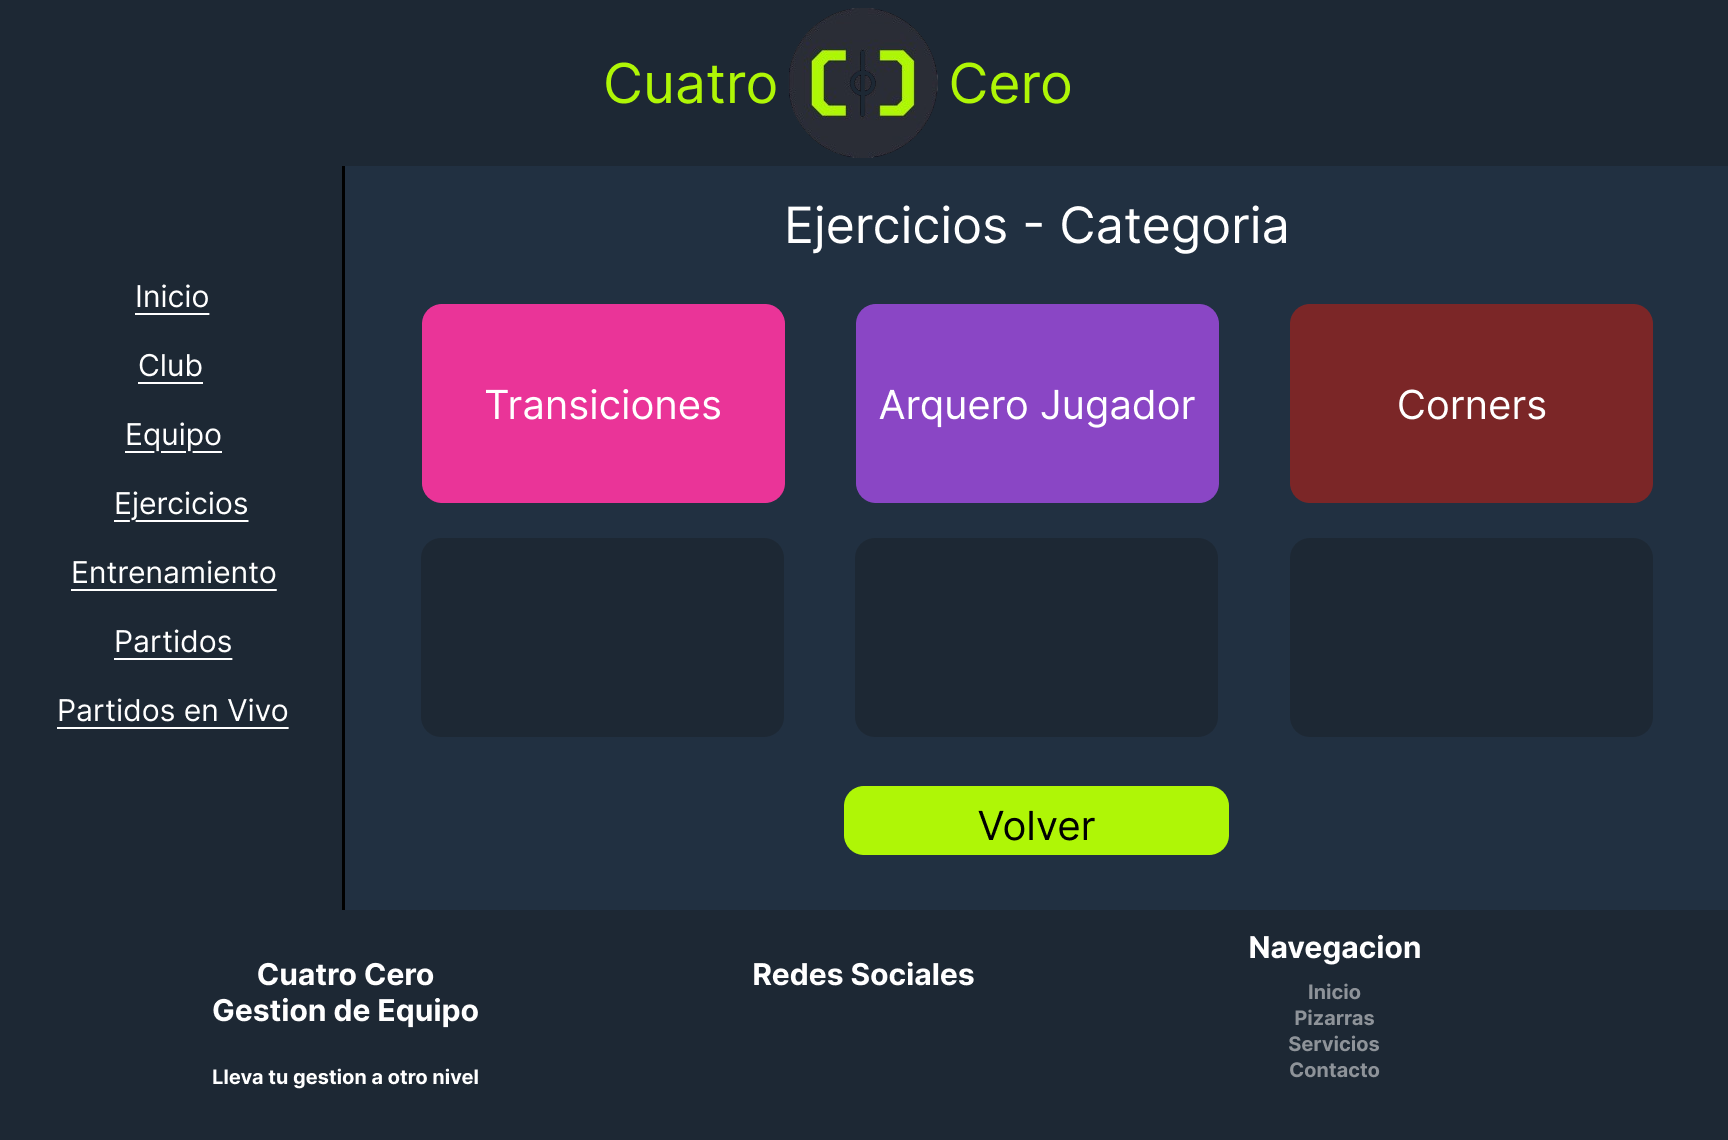 Cuatro Cero
Ejercicios - Categoria
Inicio
Club
Equipo
Ejercicios
Entrenamiento
Partidos
Partidos en Vivo
Transiciones
Arquero Jugador
Corners
Volver
Cuatro Cero
Gestion de Equipo
Lleva tu gestion a otro nivel
Redes Sociales
Navegacion
Inicio
Pizarras
Servicios
Contacto